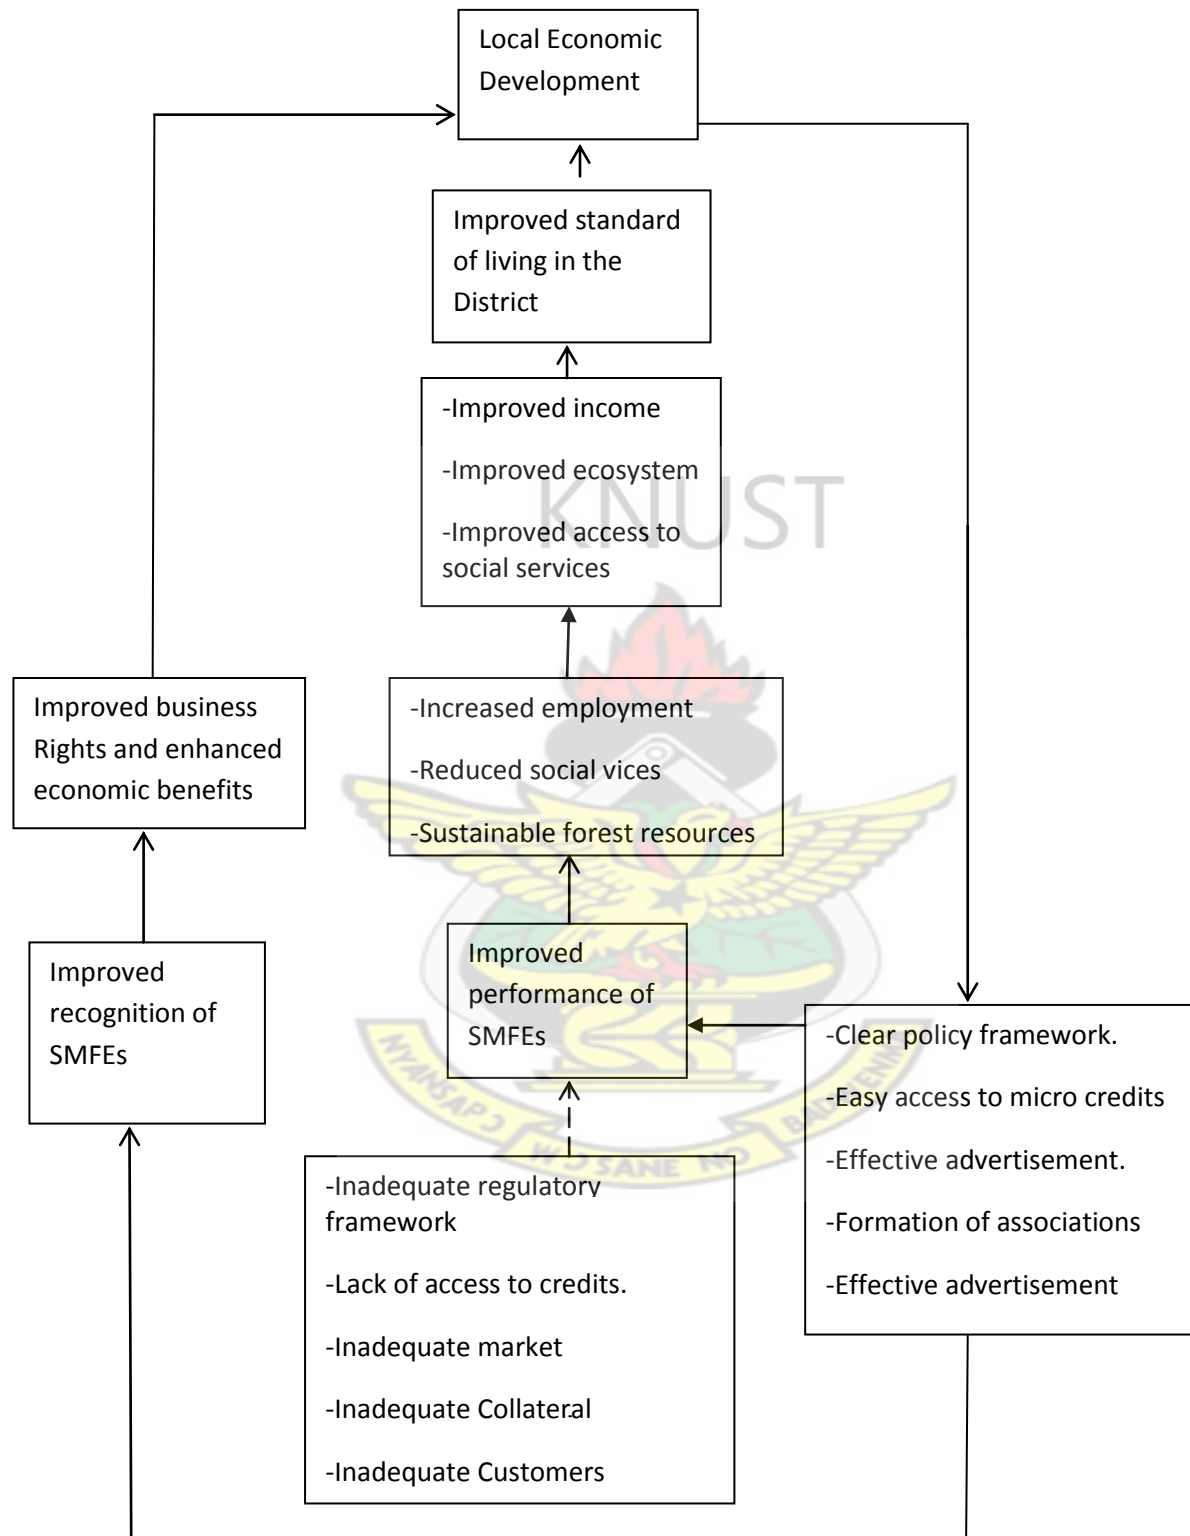 Local Economic
Development
Improved standard
of living in the
District
-Improved income
-Improved ecosystem
-Improved access to
social services
KNUST
Improved business
Rights and enhanced
economic benefits
-Increased employment
-Reduced social vices
-Sustainable forest resources
Improved
recognition of
SMFEs
Improved
performance of
SMFEs
-Clear policy framework.
-Easy access to micro credits
-Effective advertisement.
-Formation of associations
-Effective advertisement
NYANSAPƆ WƆSANE NO
-Inadequate regulatory
framework
-Lack of access to credits.
-Inadequate market
-Inadequate Collateral
-Inadequate Customers